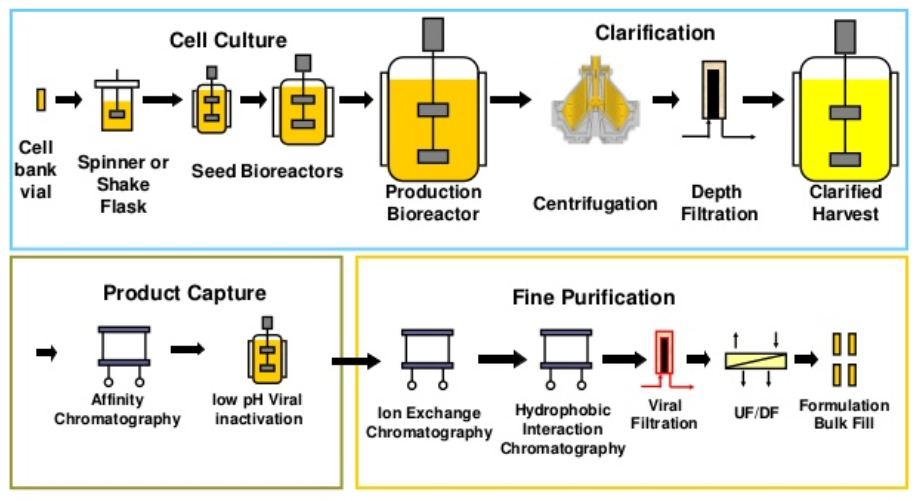 Cell Culture
Clarification
Cell
bank
vial
Spinner or
Shake
Flask
Seed Bioreactors
Production
Bioreactor
Centrifugation
Depth
Filtration
Clarified
Harvest
Product Capture
Affinity
Chromatography
low pH Viral
inactivation
Fine Purification
Ion Exchange
Chromatography
Hydrophobic
Interaction
Chromatography
Viral
Filtration
UF/DF
Formulation
Bulk Fill